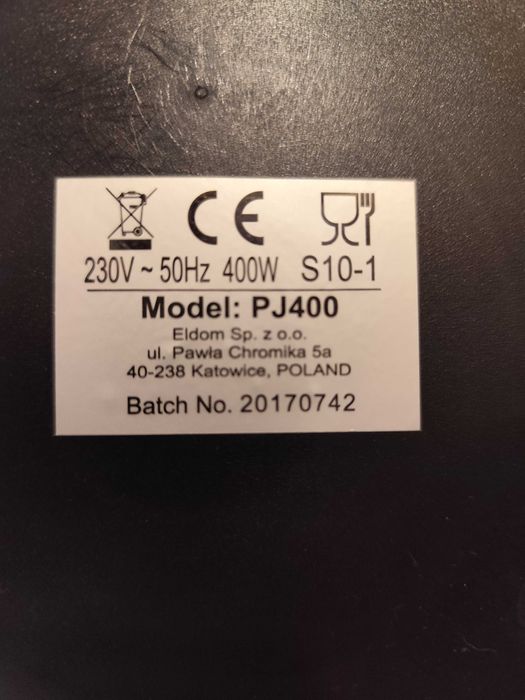 CE
230V ~ 50Hz 400W S10-1
Model: PJ400
Eldom Sp. z o.o.
ul. Pawła Chromika 5a
40-238 Katowice, POLAND
Batch No. 20170742